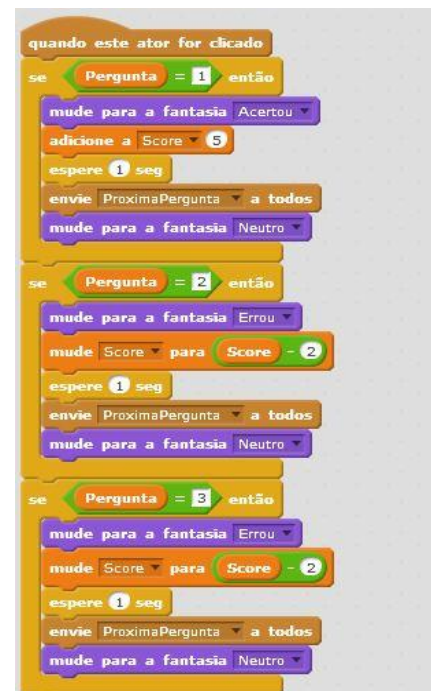 quando este ator for clicado
se Pergunta = 1 então
mude para a fantasia Acertou
adicione a Score 5
espere 1 seg
envie ProximaPergunta a todos
mude para a fantasia Neutro
se Pergunta = 2 então
mude para a fantasia Errou
mude Score para Score - 2
espere 1 seg
envie ProximaPergunta a todos
mude para a fantasia Neutro
se Pergunta = 3 então
mude para a fantasia Errou
mude Score para Score - 2
espere 1 seg
envie ProximaPergunta a todos
mude para a fantasia Neutro